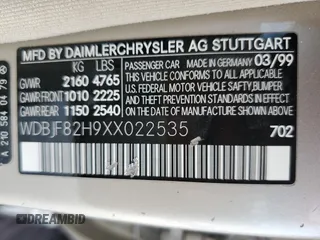 MFD. BY DAIMLERCHRYSLER AG STUTTGART
KG LBS
GVWR 2160 4765
GAWR FRONT 1010 2225
GAWR REAR 1150 2540
PASSENGER CAR MADE IN GERMANY 03/99
THIS VEHICLE CONFORMS TO ALL APPLICABLE
U.S. FEDERAL MOTOR VEHICLE SAFETY,
BUMPER, AND THEFT PREVENTION STANDARDS
IN EFFECT ON THE DATE OF
MANUFACTURE SHOWN ABOVE.
WDBJF82H9XX022535 702
A 210 584 04 79
DREAMBID